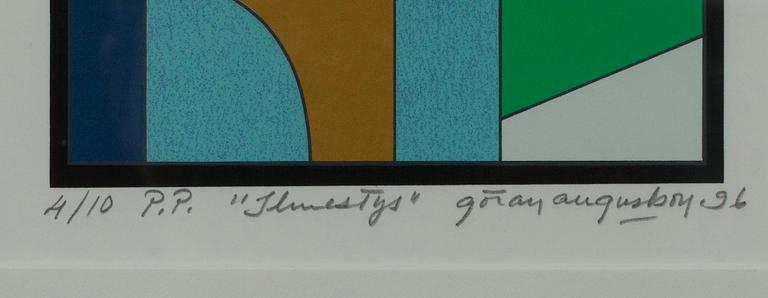 4/10 P.P. "Ilmestys" göran augustson .96